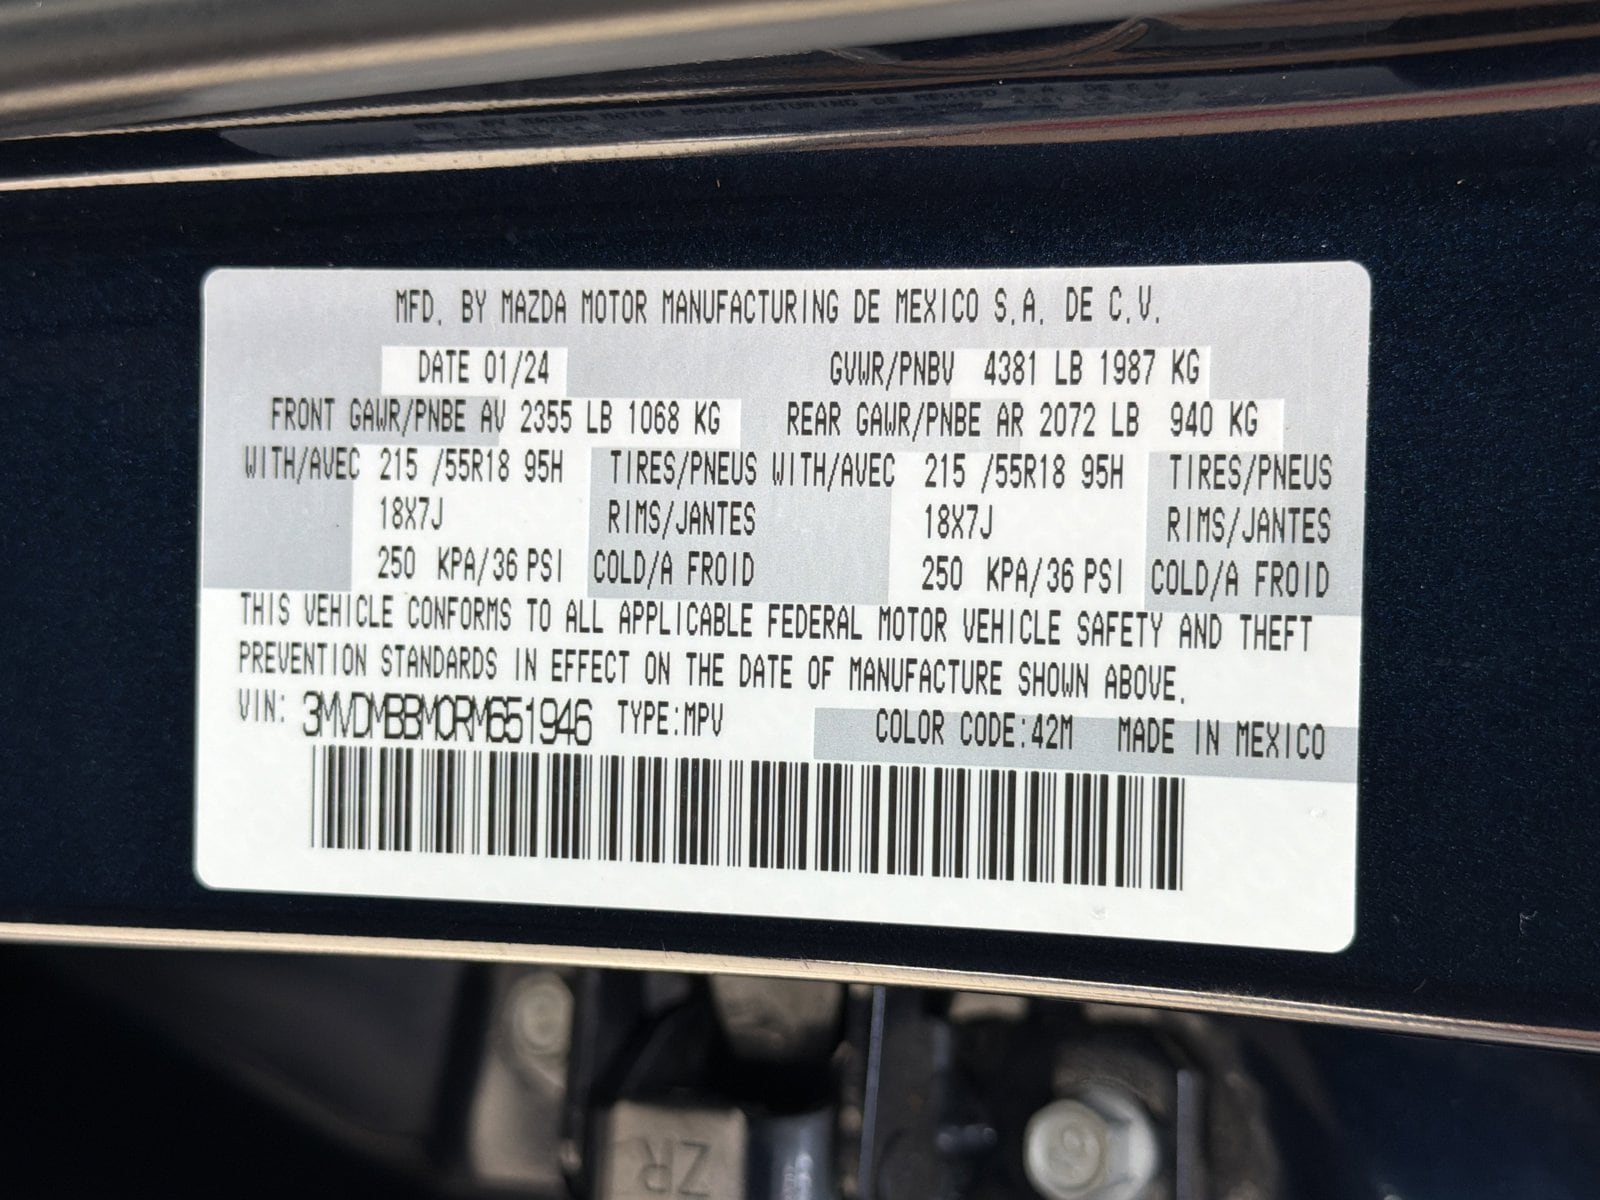 MFD. BY MAZDA MOTOR MANUFACTURING DE MEXICO S.A. DE C.V.
DATE 01/24 GVWR/PNBV 4381 LB 1987 KG
FRONT GAWR/PNBE AV 2355 LB 1068 KG REAR GAWR/PNBE AR 2072 LB 940 KG
WITH/AVEC 215 /55R18 95H TIRES/PNEUS WITH/AVEC 215 /55R18 95H TIRES/PNEUS
18X7J RIMS/JANTES 18X7J RIMS/JANTES
250 KPA/36 PSI COLD/A FROID 250 KPA/36 PSI COLD/A FROID
THIS VEHICLE CONFORMS TO ALL APPLICABLE FEDERAL MOTOR VEHICLE SAFETY AND THEFT
PREVENTION STANDARDS IN EFFECT ON THE DATE OF MANUFACTURE SHOWN ABOVE.
VIN: 3MVDMBBM0RM651946 TYPE:MPV COLOR CODE:42M MADE IN MEXICO
ZR